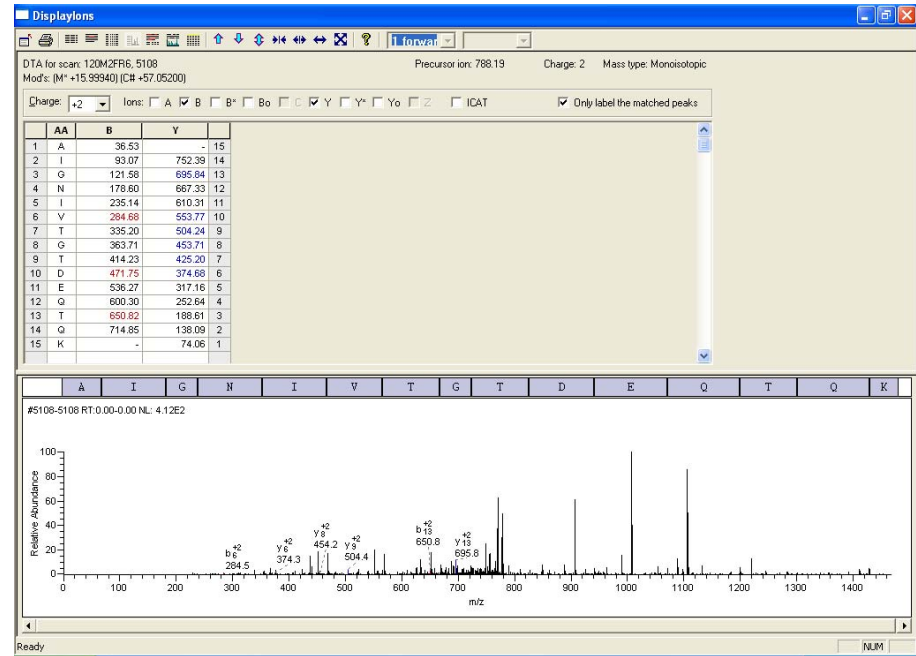 DisplayIons
1 forwar
DTA for scan: 120M2FR6, 5108 Precursor ion: 788.19 Charge: 2 Mass type: Monoisotopic
Mod's: (M* +15.99940) (C# +57.05200)
Charge: +2 Ions: A B B* Bo C Y Y* Yo Z ICAT Only label the matched peaks
AA B Y
1 A 36.53 - 15
2 I 93.07 752.39 14
3 G 121.58 695.84 13
4 N 178.60 667.33 12
5 I 235.14 610.31 11
6 V 284.68 553.77 10
7 T 335.20 504.24 9
8 G 363.71 453.71 8
9 T 414.23 425.20 7
10 D 471.75 374.68 6
11 E 536.27 317.16 5
12 Q 600.30 252.64 4
13 T 650.82 188.61 3
14 Q 714.85 138.09 2
15 K - 74.06 1
A I G N I V T G T D E Q T Q K
#5108-5108 RT:0.00-0.00 NL: 4.12E2
Relative Abundance
100
80
60
40
20
0
b6+2 284.5
y6+2 374.3
y8+2 454.2
y9+2 504.4
b13+2 650.8
y13+2 695.8
0 100 200 300 400 500 600 700 800 900 1000 1100 1200 1300 1400
m/z
Ready NUM